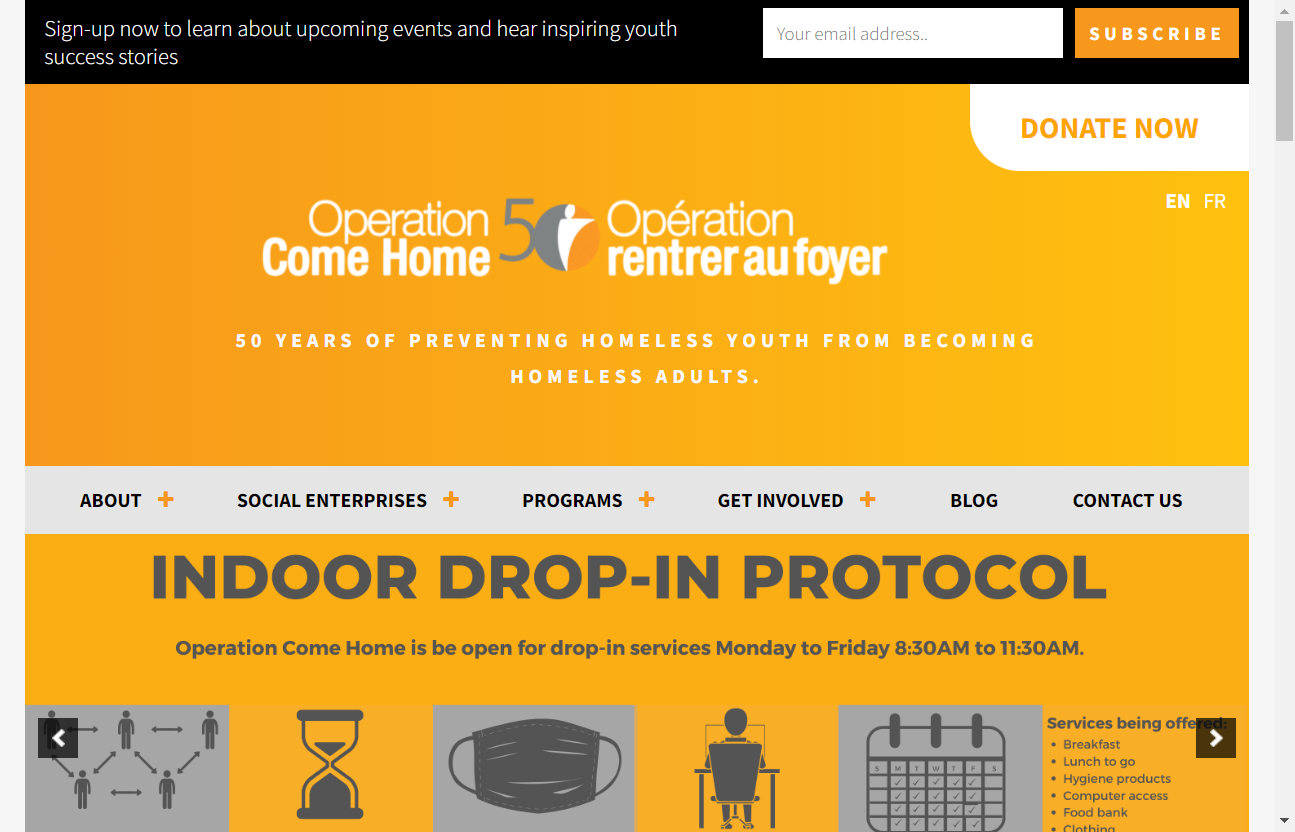 Sign-up now to learn about upcoming events and hear inspiring youth
success stories
Your email address..
SUBSCRIBE
DONATE NOW
EN FR
Operation
Come Home
50
Opération
rentrer au foyer
50 YEARS OF PREVENTING HOMELESS YOUTH FROM BECOMING
HOMELESS ADULTS.
ABOUT + SOCIAL ENTERPRISES + PROGRAMS + GET INVOLVED + BLOG CONTACT US
INDOOR DROP-IN PROTOCOL
Operation Come Home is be open for drop-in services Monday to Friday 8:30AM to 11:30AM.
S M T W T F S
Services being offered:
• Breakfast
• Lunch to go
• Hygiene products
• Computer access
• Food bank
• Clothing